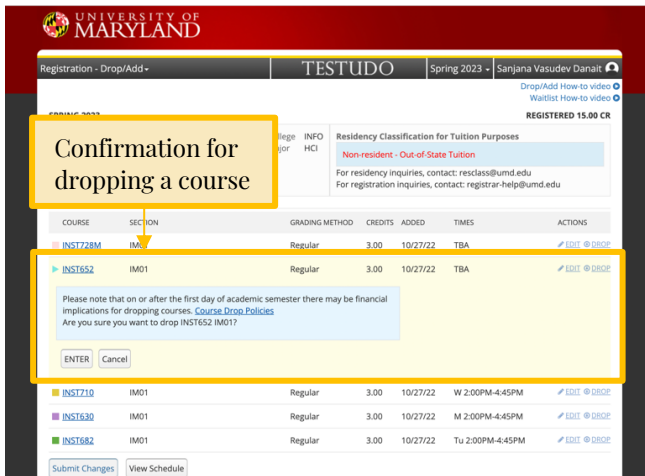 UNIVERSITY OF
MARYLAND
Registration - Drop/Add TESTUDO Spring 2023 Sanjana Vasudev Danait
Drop/Add How-to video
Waitlist How-to video
SPRING 2023 REGISTERED 15.00 CR
Confirmation for
dropping a course
INFO
HCI
Residency Classification for Tuition Purposes
Non-resident - Out-of-State Tuition
For residency inquiries, contact: resclass@umd.edu
For registration inquiries, contact: registrar-help@umd.edu
COURSE SECTION GRADING METHOD CREDITS ADDED TIMES ACTIONS
INST728M IM01 Regular 3.00 10/27/22 TBA EDIT DROP
INST652 IM01 Regular 3.00 10/27/22 TBA EDIT DROP
Please note that on or after the first day of academic semester there may be financial
implications for dropping courses. Course Drop Policies
Are you sure you want to drop INST652 IM01?
ENTER Cancel
INST710 IM01 Regular 3.00 10/27/22 W 2:00PM-4:45PM EDIT DROP
INST630 IM01 Regular 3.00 10/27/22 M 2:00PM-4:45PM EDIT DROP
INST682 IM01 Regular 3.00 10/27/22 Tu 2:00PM-4:45PM EDIT DROP
Submit Changes View Schedule